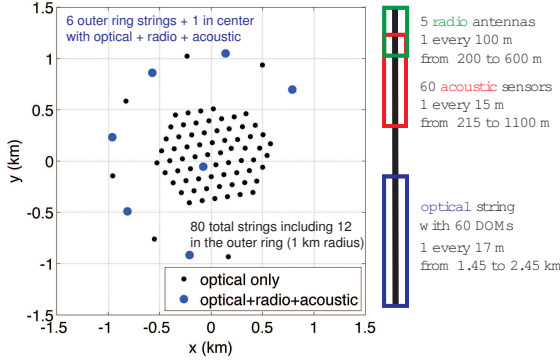 6 outer ring strings + 1 in center
with optical + radio + acoustic
1.5
1
0.5
0
-0.5
-1
-1.5
y (km)
80 total strings including 12
in the outer ring (1 km radius)
optical only
optical+radio+acoustic
-1.5 -1 -0.5 0 0.5 1 1.5
x (km)
5 radio antennas
1 every 100 m
from 200 to 600 m
60 acoustic sensors
1 every 15 m
from 215 to 1100 m
optical string
with 60 DOMs
1 every 17 m
from 1.45 to 2.45 km